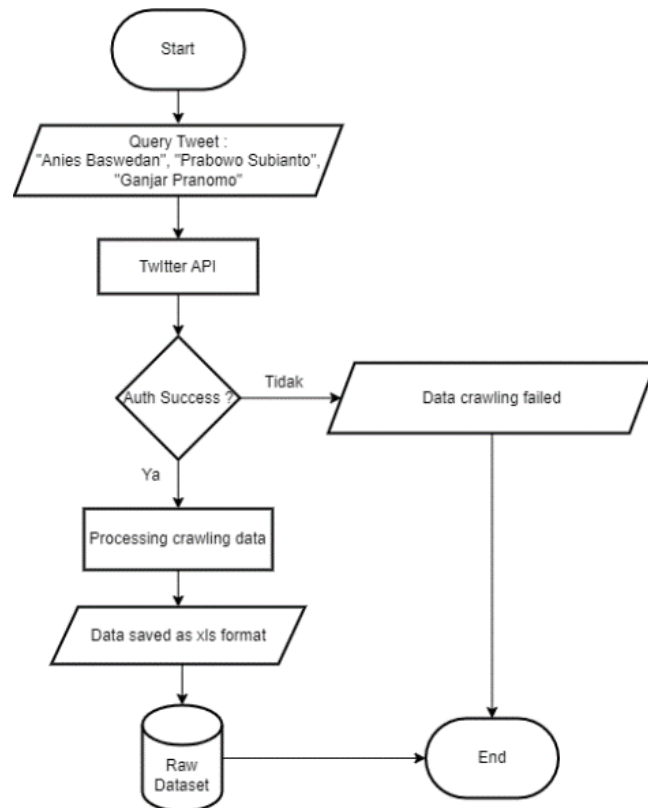 Start
Query Tweet :
"Anies Baswedan", "Prabowo Subianto",
"Ganjar Pranomo"
TwItter API
Auth Success ?
Tidak
Data crawling failed
Ya
Processing crawling data
Data saved as xls format
Raw
Dataset
End